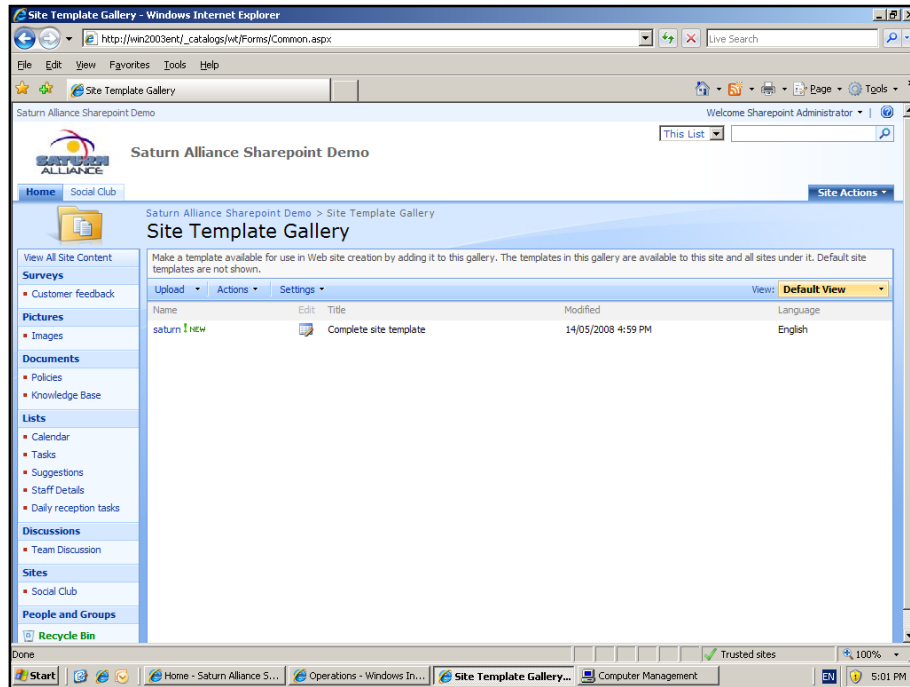 Site Template Gallery - Windows Internet Explorer
http://win2003ent/_catalogs/wt/Forms/Common.aspx
Live Search
File Edit View Favorites Tools Help
Site Template Gallery
Page Tools
Saturn Alliance Sharepoint Demo
Welcome Sharepoint Administrator
This List
SATURN
ALLIANCE
Saturn Alliance Sharepoint Demo
Home Social Club
Site Actions
Saturn Alliance Sharepoint Demo > Site Template Gallery
Site Template Gallery
View All Site Content
Surveys
Customer feedback
Pictures
Images
Documents
Policies
Knowledge Base
Lists
Calendar
Tasks
Suggestions
Staff Details
Daily reception tasks
Discussions
Team Discussion
Sites
Social Club
People and Groups
Recycle Bin
Make a template available for use in Web site creation by adding it to this gallery. The templates in this gallery are available to this site and all sites under it. Default site
templates are not shown.
Upload Actions Settings View: Default View
Name Edit Title Modified Language
saturn ! NEW Complete site template 14/05/2008 4:59 PM English
Done
Trusted sites
100%
Start
Home - Saturn Alliance S...
Operations - Windows In...
Site Template Gallery...
Computer Management
EN
5:01 PM